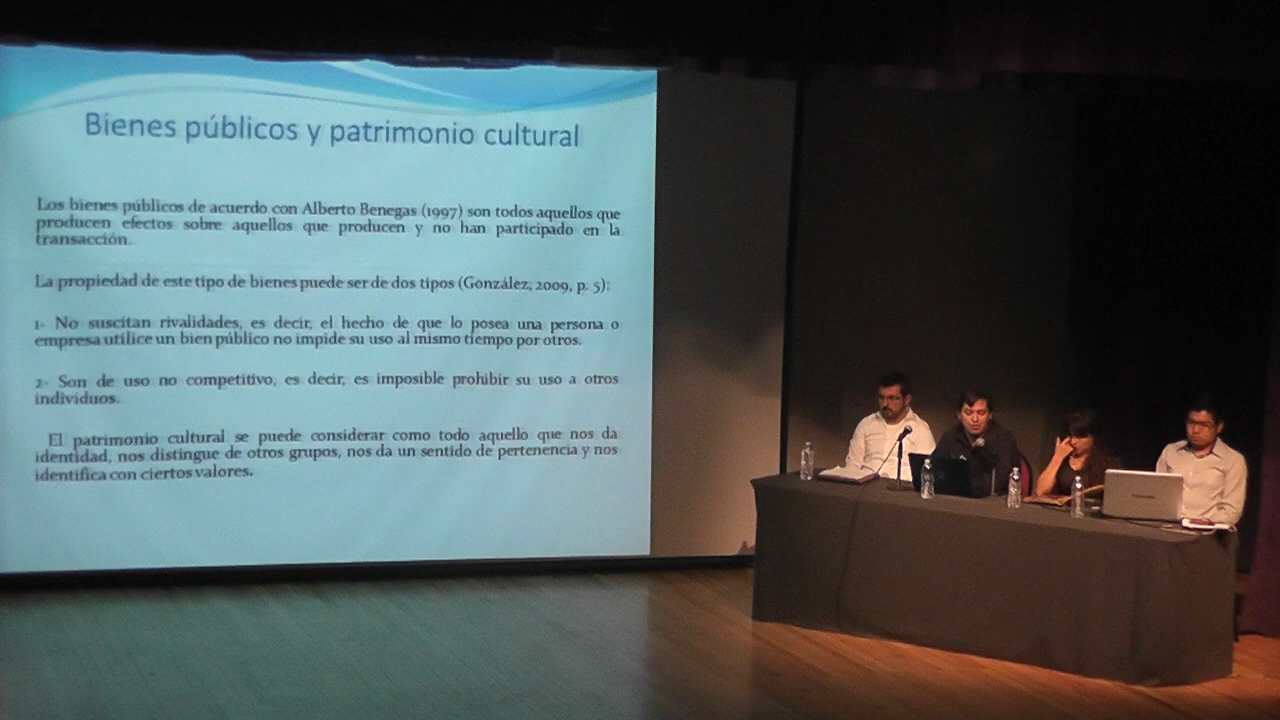 Bienes públicos y patrimonio cultural
Los bienes públicos de acuerdo con Alberto Benegas (1997) son todos aquellos que
producen efectos sobre aquellos que producen y no han participado en la
transacción.
La propiedad de este tipo de bienes puede ser de dos tipos (González, 2009, p. 5):
1- No suscitan rivalidades, es decir, el hecho de que lo posea una persona o
empresa utilice un bien público no impide su uso al mismo tiempo por otros.
2- Son de uso no competitivo, es decir, es imposible prohibir su uso a otros
individuos.
El patrimonio cultural se puede considerar como todo aquello que nos da
identidad, nos distingue de otros grupos, nos da un sentido de pertenencia y nos
identifica con ciertos valores.